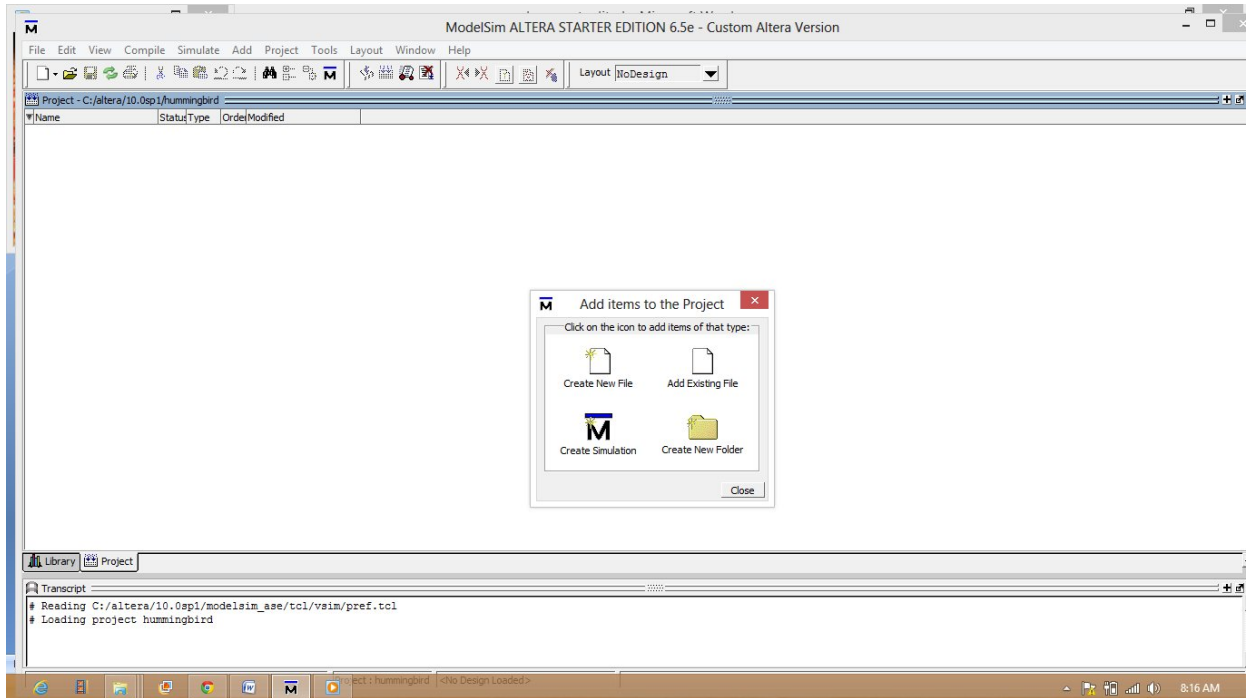 ModelSim ALTERA STARTER EDITION 6.5e - Custom Altera Version
File Edit View Compile Simulate Add Project Tools Layout Window Help
Layout NoDesign
Project - C:/altera/10.0sp1/hummingbird
Name Status Type Order Modified
Add items to the Project
Click on the icon to add items of that type:
Create New File Add Existing File
Create Simulation Create New Folder
Close
Library Project
Transcript
# Reading C:/altera/10.0sp1/modelsim_ase/tcl/vsim/pref.tcl
# Loading project hummingbird
Project : hummingbird <No Design Loaded>
8:16 AM